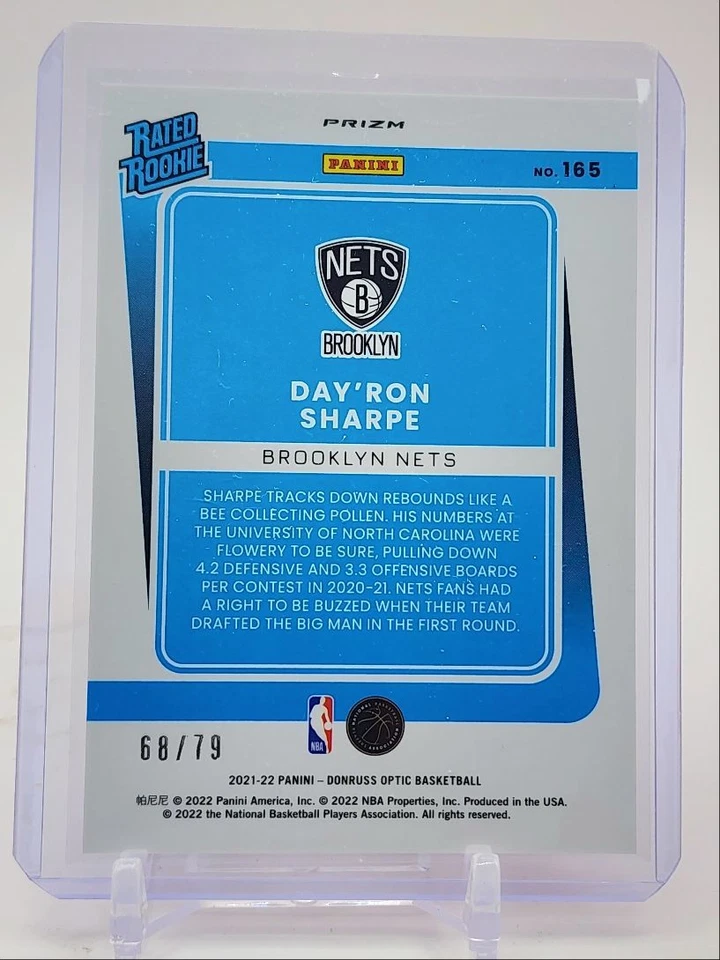 PRIZM
RATED
ROOKIE
PANINI
NO. 165
NETS
B
BROOKLYN
DAY'RON
SHARPE
BROOKLYN NETS
SHARPE TRACKS DOWN REBOUNDS LIKE A
BEE COLLECTING POLLEN. HIS NUMBERS AT
THE UNIVERSITY OF NORTH CAROLINA WERE
FLOWERY TO BE SURE, PULLING DOWN
4.2 DEFENSIVE AND 3.3 OFFENSIVE BOARDS
PER CONTEST IN 2020-21. NETS FANS HAD
A RIGHT TO BE BUZZED WHEN THEIR TEAM
DRAFTED THE BIG MAN IN THE FIRST ROUND.
68/79
NBA
NATIONAL BASKETBALL
PLAYERS ASSOCIATION
2021-22 PANINI – DONRUSS OPTIC BASKETBALL
帕尼尼 © 2022 Panini America, Inc. © 2022 NBA Properties, Inc. Produced in the USA.
© 2022 the National Basketball Players Association. All rights reserved.